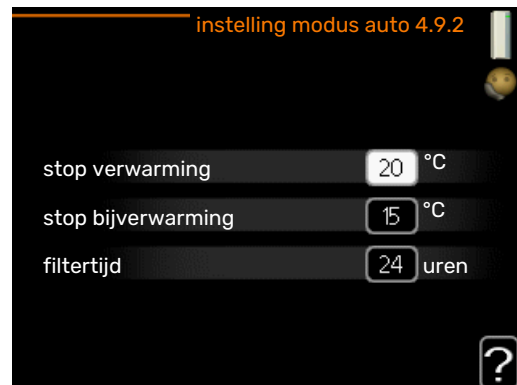 instelling modus auto 4.9.2
stop verwarming 20 °C
stop bijverwarming 15 °C
filtertijd 24 uren
?